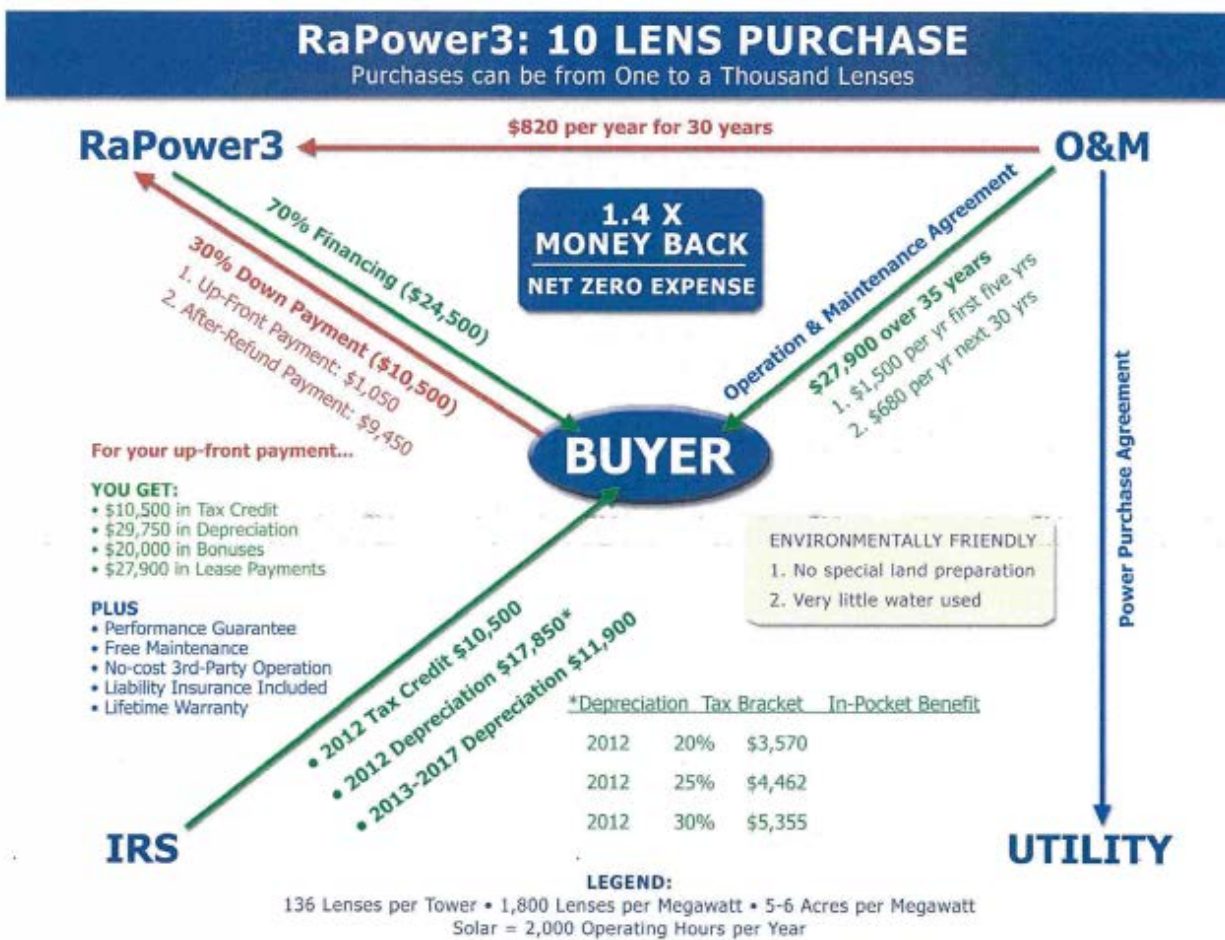 RaPower3: 10 LENS PURCHASE
Purchases can be from One to a Thousand Lenses
$820 per year for 30 years
RaPower3
O&M
1.4 X
MONEY BACK
NET ZERO EXPENSE
70% Financing ($24,500)
30% Down Payment ($10,500)
1. Up-Front Payment: $1,050
2. After-Refund Payment: $9,450
Operation & Maintenance Agreement
$27,900 over 35 years
1. $1,500 per yr first five yrs
2. $680 per yr next 30 yrs
Power Purchase Agreement
BUYER
For your up-front payment...
YOU GET:
• $10,500 in Tax Credit
• $29,750 in Depreciation
• $20,000 in Bonuses
• $27,900 in Lease Payments
PLUS
• Performance Guarantee
• Free Maintenance
• No-cost 3rd-Party Operation
• Liability Insurance Included
• Lifetime Warranty
ENVIRONMENTALLY FRIENDLY
1. No special land preparation
2. Very little water used
• 2012 Tax Credit $10,500
• 2012 Depreciation $17,850*
• 2013-2017 Depreciation $11,900
*Depreciation Tax Bracket In-Pocket Benefit
2012 20% $3,570
2012 25% $4,462
2012 30% $5,355
IRS
UTILITY
LEGEND:
136 Lenses per Tower • 1,800 Lenses per Megawatt • 5-6 Acres per Megawatt
Solar = 2,000 Operating Hours per Year